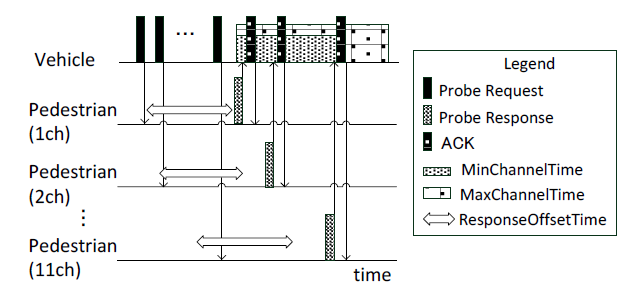 ...
Vehicle
Pedestrian
(1ch)
Pedestrian
(2ch)
⋮
Pedestrian
(11ch)
time
Legend
Probe Request
Probe Response
ACK
MinChannelTime
MaxChannelTime
ResponseOffsetTime